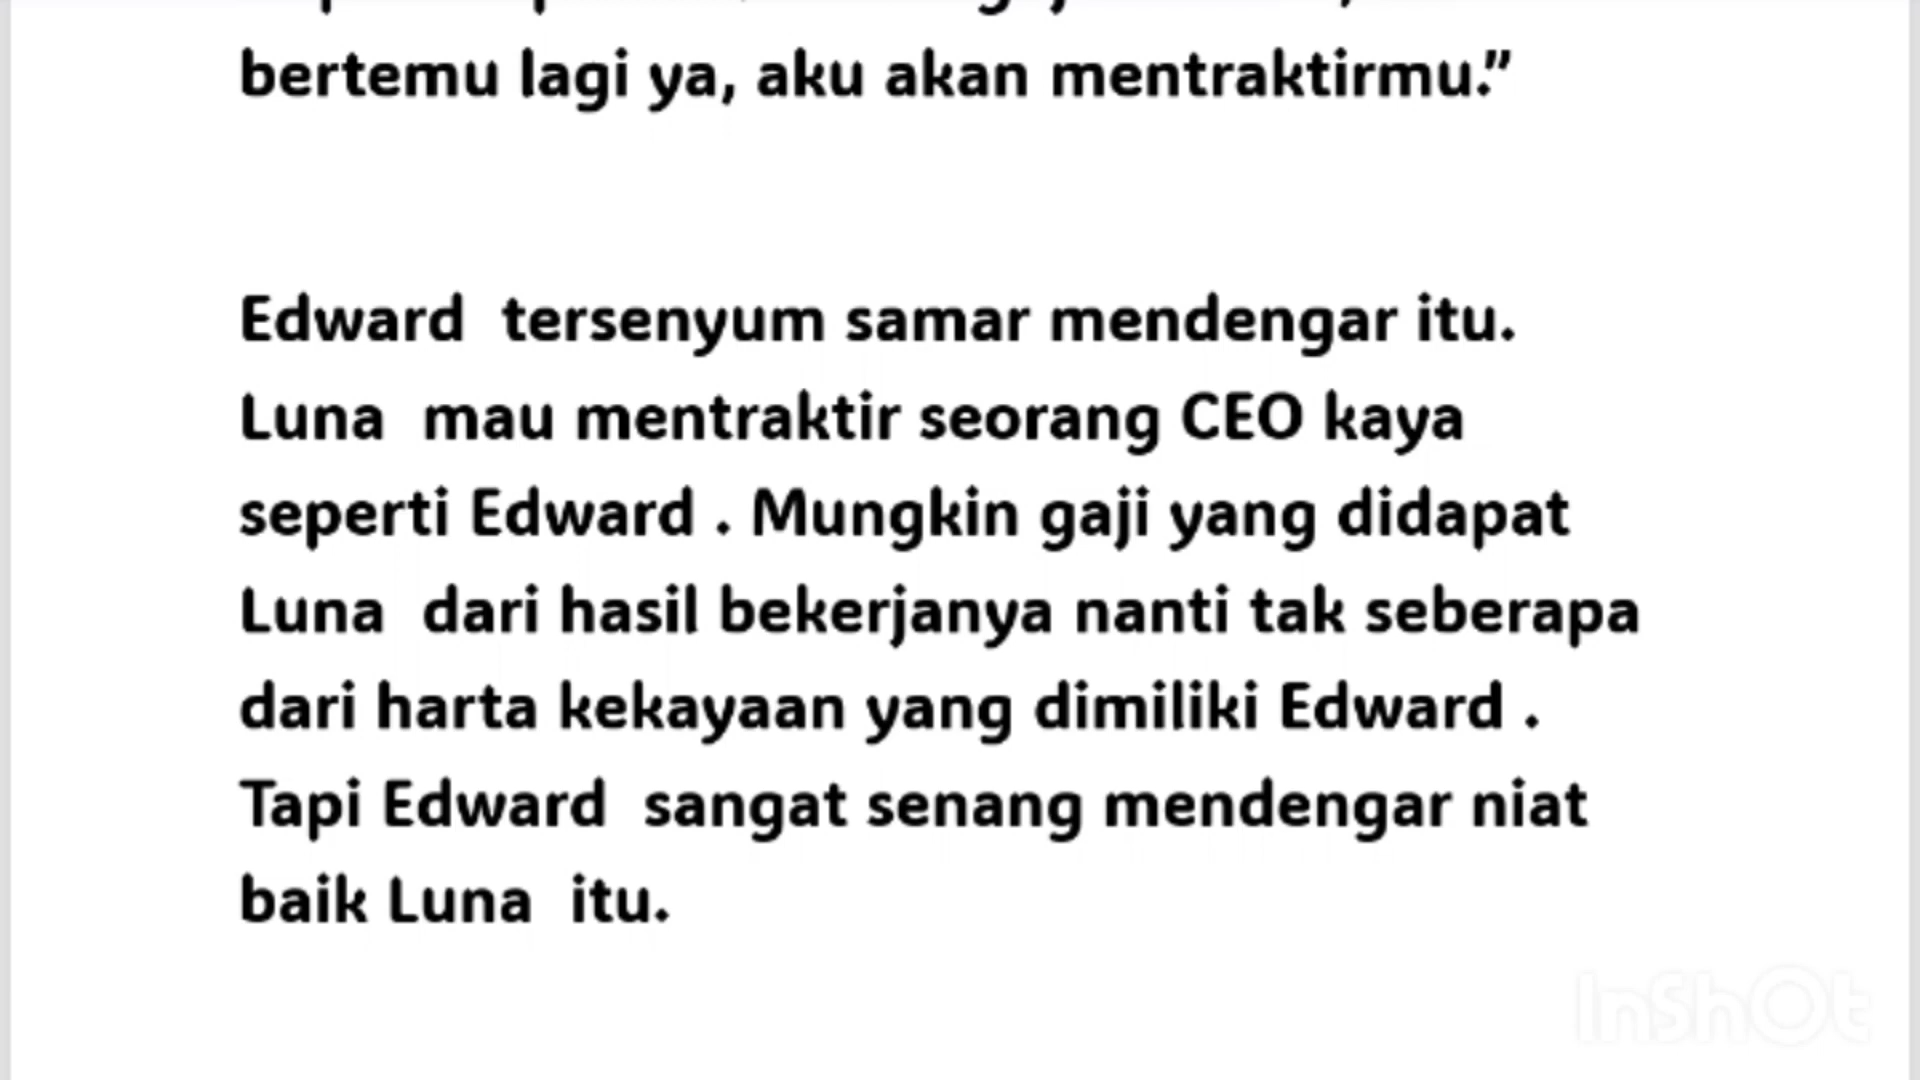 bertemu lagi ya, aku akan mentraktirmu.”
Edward  tersenyum samar mendengar itu.
Luna  mau mentraktir seorang CEO kaya
seperti Edward . Mungkin gaji yang didapat
Luna  dari hasil bekerjanya nanti tak seberapa
dari harta kekayaan yang dimiliki Edward .
Tapi Edward  sangat senang mendengar niat
baik Luna  itu.
InShOt